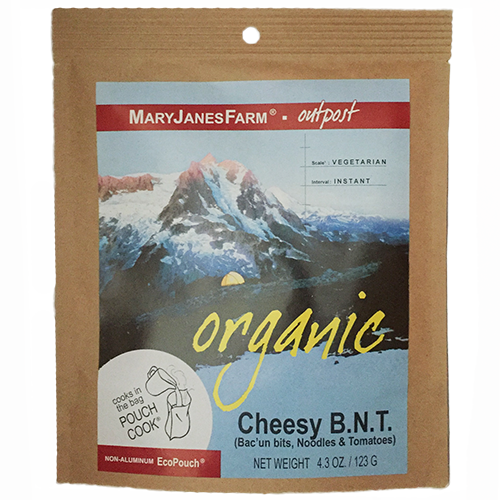 MARYJANESFARM® ▪ outpost
Scale: VEGETARIAN
Interval: INSTANT
organic
cooks in
the bag
POUCH
COOK®
Cheesy B.N.T.
(Bac'un bits, Noodles & Tomatoes)
NON-ALUMINUM EcoPouch®
NET WEIGHT 4.3 OZ. / 123 G